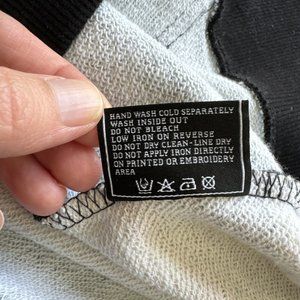 HAND WASH COLD SEPARATELY
WASH INSIDE OUT
DO NOT BLEACH
LOW IRON ON REVERSE
DO NOT DRY CLEAN-LINE DRY
DO NOT APPLY IRON DIRECTLY
ON PRINTED OR EMBROIDERY
AREA